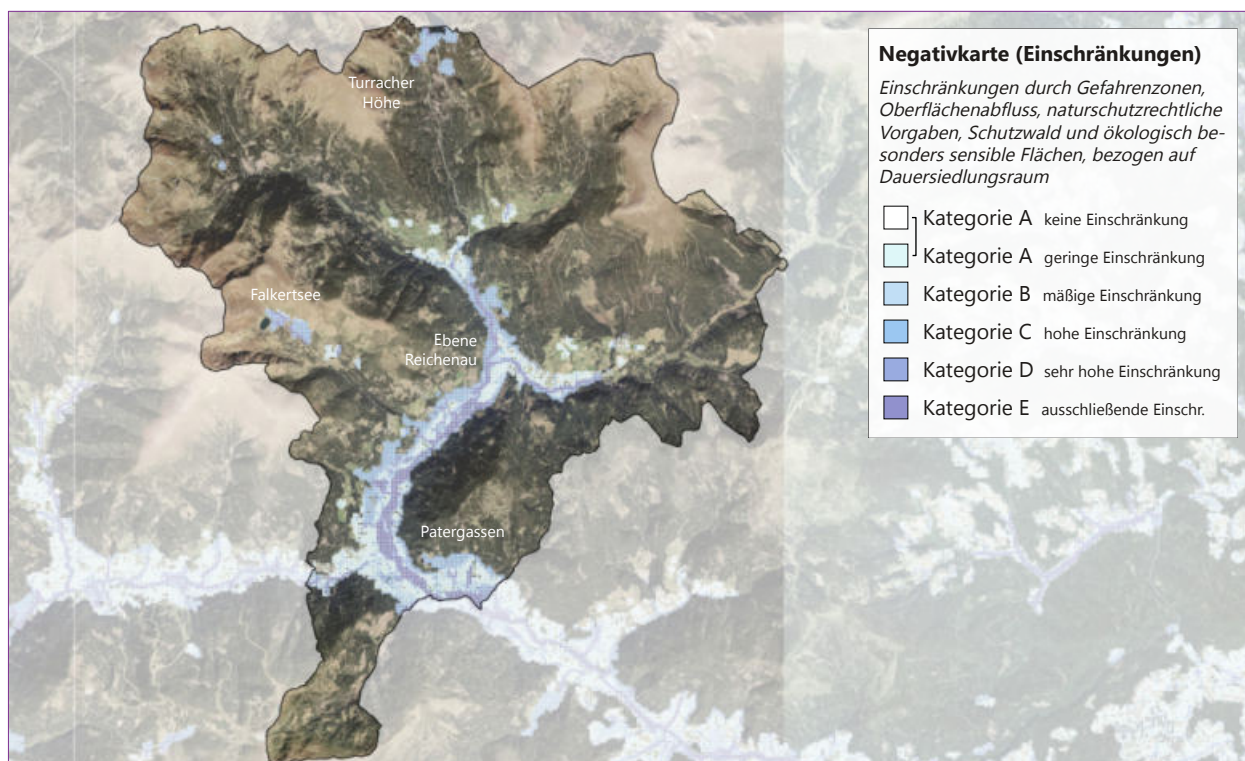 Turracher
Höhe
Falkertsee
Ebene
Reichenau
Patergassen
Negativkarte (Einschränkungen)
Einschränkungen durch Gefahrenzonen,
Oberflächenabfluss, naturschutzrechtliche
Vorgaben, Schutzwald und ökologisch be-
sonders sensible Flächen, bezogen auf
Dauersiedlungsraum
Kategorie A keine Einschränkung
Kategorie A geringe Einschränkung
Kategorie B mäßige Einschränkung
Kategorie C hohe Einschränkung
Kategorie D sehr hohe Einschränkung
Kategorie E ausschließende Einschr.